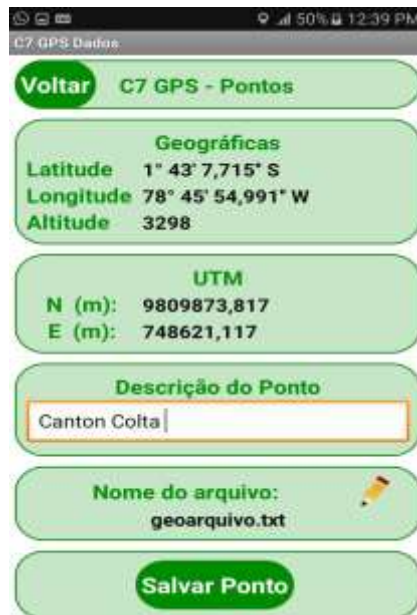 50% 12:39 PM
C7 GPS Dados
Voltar C7 GPS - Pontos
Geográficas
Latitude 1° 43' 7,715" S
Longitude 78° 45' 54,991" W
Altitude 3298
UTM
N (m): 9809873,817
E (m): 748621,117
Descrição do Ponto
Canton Colta
Nome do arquivo:
geoarquivo.txt
Salvar Ponto